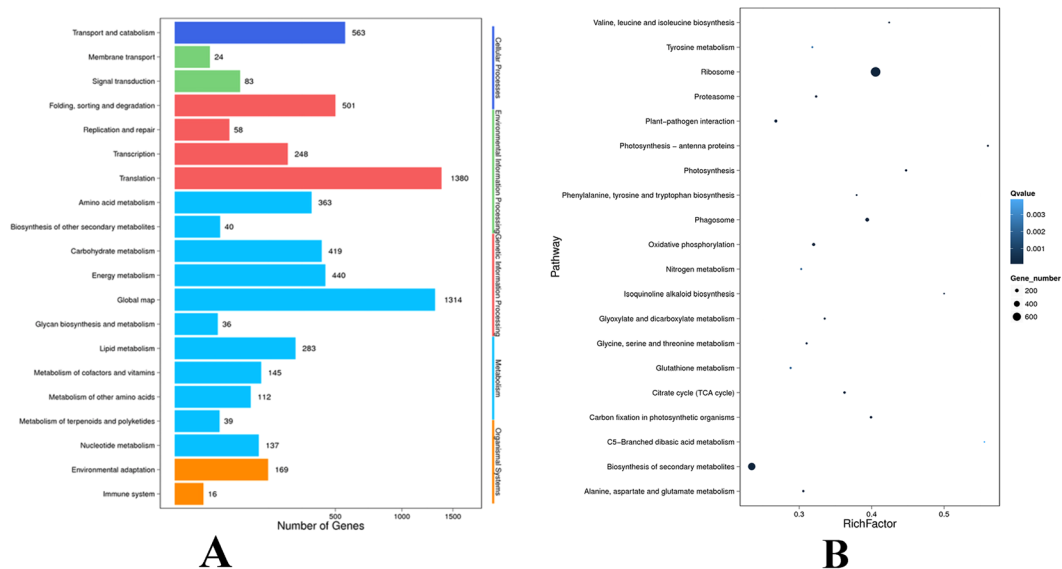 Transport and catabolism
563
Membrane transport
24
Signal transduction
83
Folding, sorting and degradation
501
Replication and repair
58
Transcription
248
Translation
1380
Amino acid metabolism
363
Biosynthesis of other secondary metabolites
40
Carbohydrate metabolism
419
Energy metabolism
440
Global map
1314
Glycan biosynthesis and metabolism
36
Lipid metabolism
283
Metabolism of cofactors and vitamins
145
Metabolism of other amino acids
112
Metabolism of terpenoids and polyketides
39
Nucleotide metabolism
137
Environmental adaptation
169
Immune system
16
500 1000 1500
Number of Genes
Cellular Processes
Environmental Information Processing
Genetic Information Processing
Metabolism
Organismal Systems
A
Pathway
Valine, leucine and isoleucine biosynthesis
Tyrosine metabolism
Ribosome
Proteasome
Plant-pathogen interaction
Photosynthesis - antenna proteins
Photosynthesis
Phenylalanine, tyrosine and tryptophan biosynthesis
Phagosome
Oxidative phosphorylation
Nitrogen metabolism
Isoquinoline alkaloid biosynthesis
Glyoxylate and dicarboxylate metabolism
Glycine, serine and threonine metabolism
Glutathione metabolism
Citrate cycle (TCA cycle)
Carbon fixation in photosynthetic organisms
C5-Branched dibasic acid metabolism
Biosynthesis of secondary metabolites
Alanine, aspartate and glutamate metabolism
0.3 0.4 0.5
RichFactor
Qvalue
0.003
0.002
0.001
Gene_number
200
400
600
B